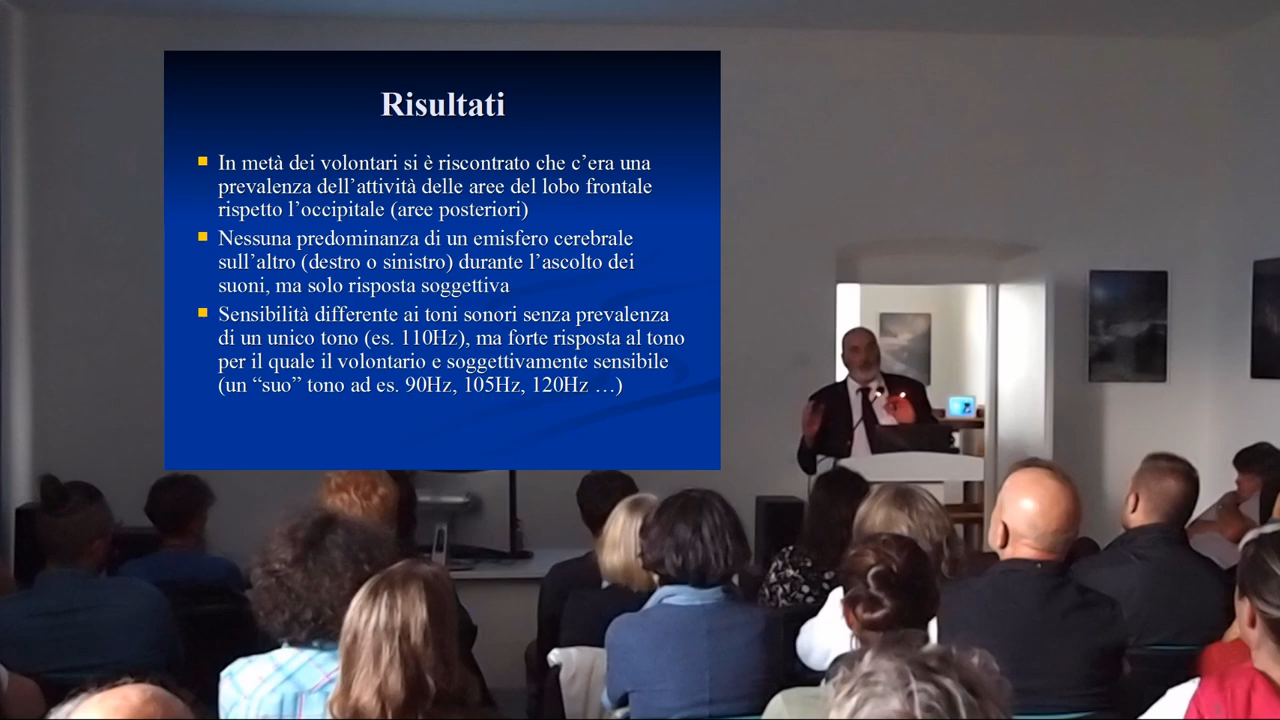 Risultati
In metà dei volontari si è riscontrato che c’era una
prevalenza dell’attività delle aree del lobo frontale
rispetto l’occipitale (aree posteriori)
Nessuna predominanza di un emisfero cerebrale
sull’altro (destro o sinistro) durante l’ascolto dei
suoni, ma solo risposta soggettiva
Sensibilità differente ai toni sonori senza prevalenza
di un unico tono (es. 110Hz), ma forte risposta al tono
per il quale il volontario e soggettivamente sensibile
(un “suo” tono ad es. 90Hz, 105Hz, 120Hz …)